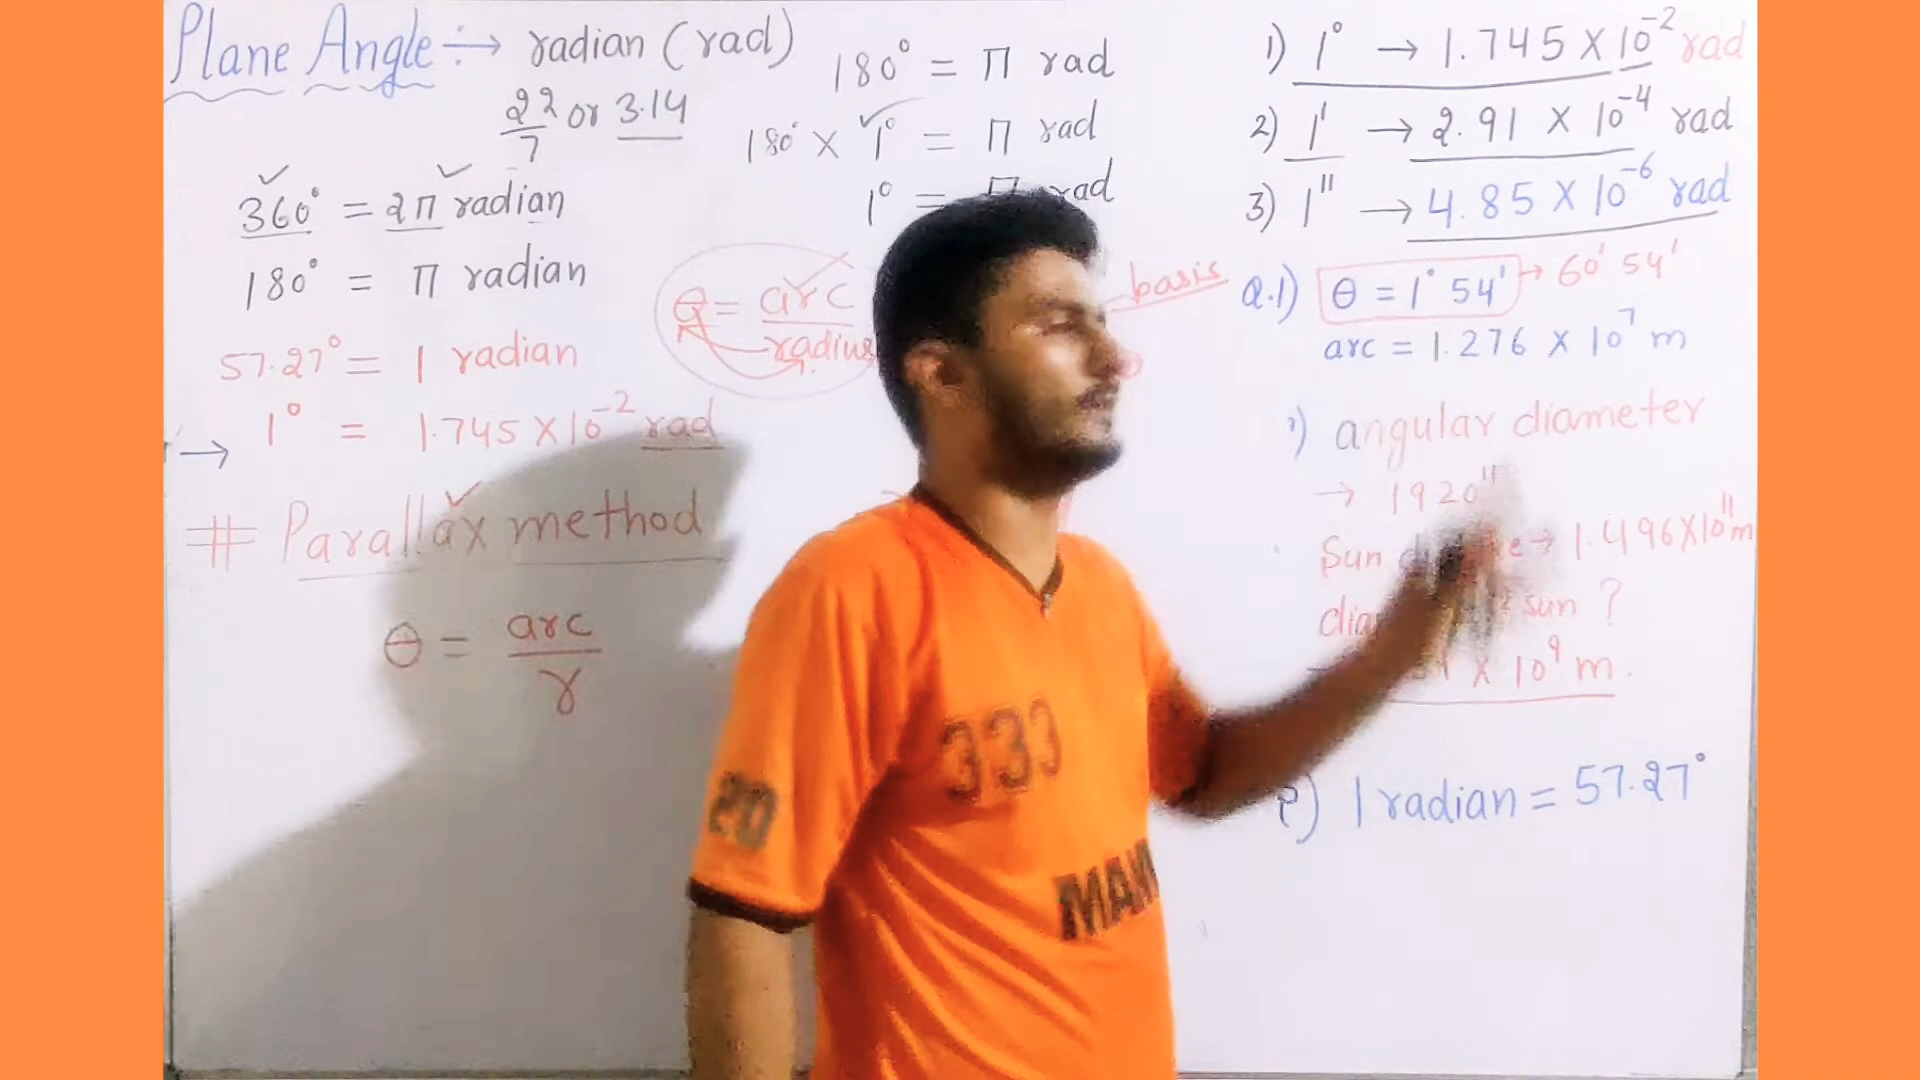 Plane Angle :→ radian (rad)
22/7 or 3.14
360° = 2π radian
180° = π radian
57.27° = 1 radian
→ 1° = 1.745 X 10⁻² rad
# Parallax method
θ = arc/r
180° = π rad
180° × 1° = π rad
1° = π rad
θ = arc/radius
basis
1) 1° → 1.745 X 10⁻² rad
2) 1' → 2.91 X 10⁻⁴ rad
3) 1" → 4.85 X 10⁻⁶ rad
Q.1) θ = 1° 54' → 60' 54'
arc = 1.276 X 10⁷ m
) angular diameter
→ 1920"
Sun → 1.496X10¹¹m
sun ?
X 10⁹ m.
) 1 radian = 57.27°
333
20